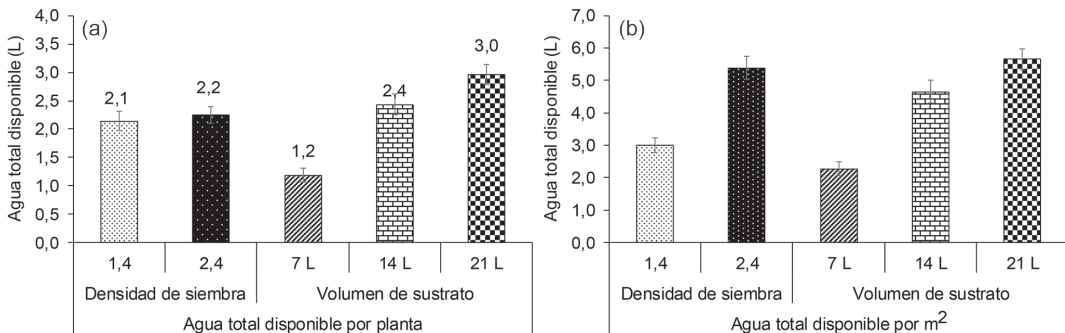 (a)
Agua total disponible (L)
4,0
3,5
3,0
2,5
2,0
1,5
1,0
0,5
0,0
2,1
2,2
1,2
2,4
3,0
1,4
2,4
7 L
14 L
21 L
Densidad de siembra
Volumen de sustrato
Agua total disponible por planta
(b)
Agua total disponible (L)
7,0
6,0
5,0
4,0
3,0
2,0
1,0
0,0
1,4
2,4
7 L
14 L
21 L
Densidad de siembra
Volumen de sustrato
Agua total disponible por m²